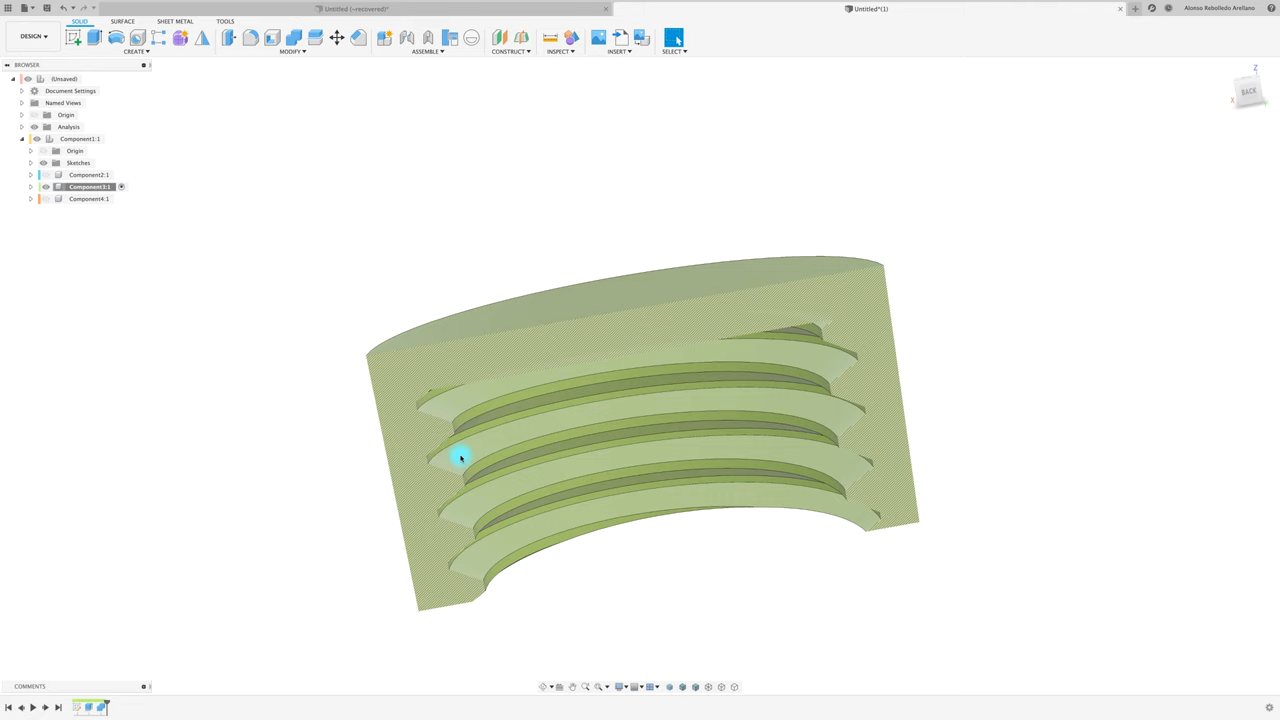 Untitled (~recovered)*
Untitled*(1)
Alonso Rebolledo Arellano
DESIGN
SOLID SURFACE SHEET METAL TOOLS
CREATE MODIFY ASSEMBLE CONSTRUCT INSPECT INSERT SELECT
BROWSER
(Unsaved)
Document Settings
Named Views
Origin
Analysis
Component1:1
Origin
Sketches
Component2:1
Component3:1
Component4:1
Z
BACK
X
COMMENTS